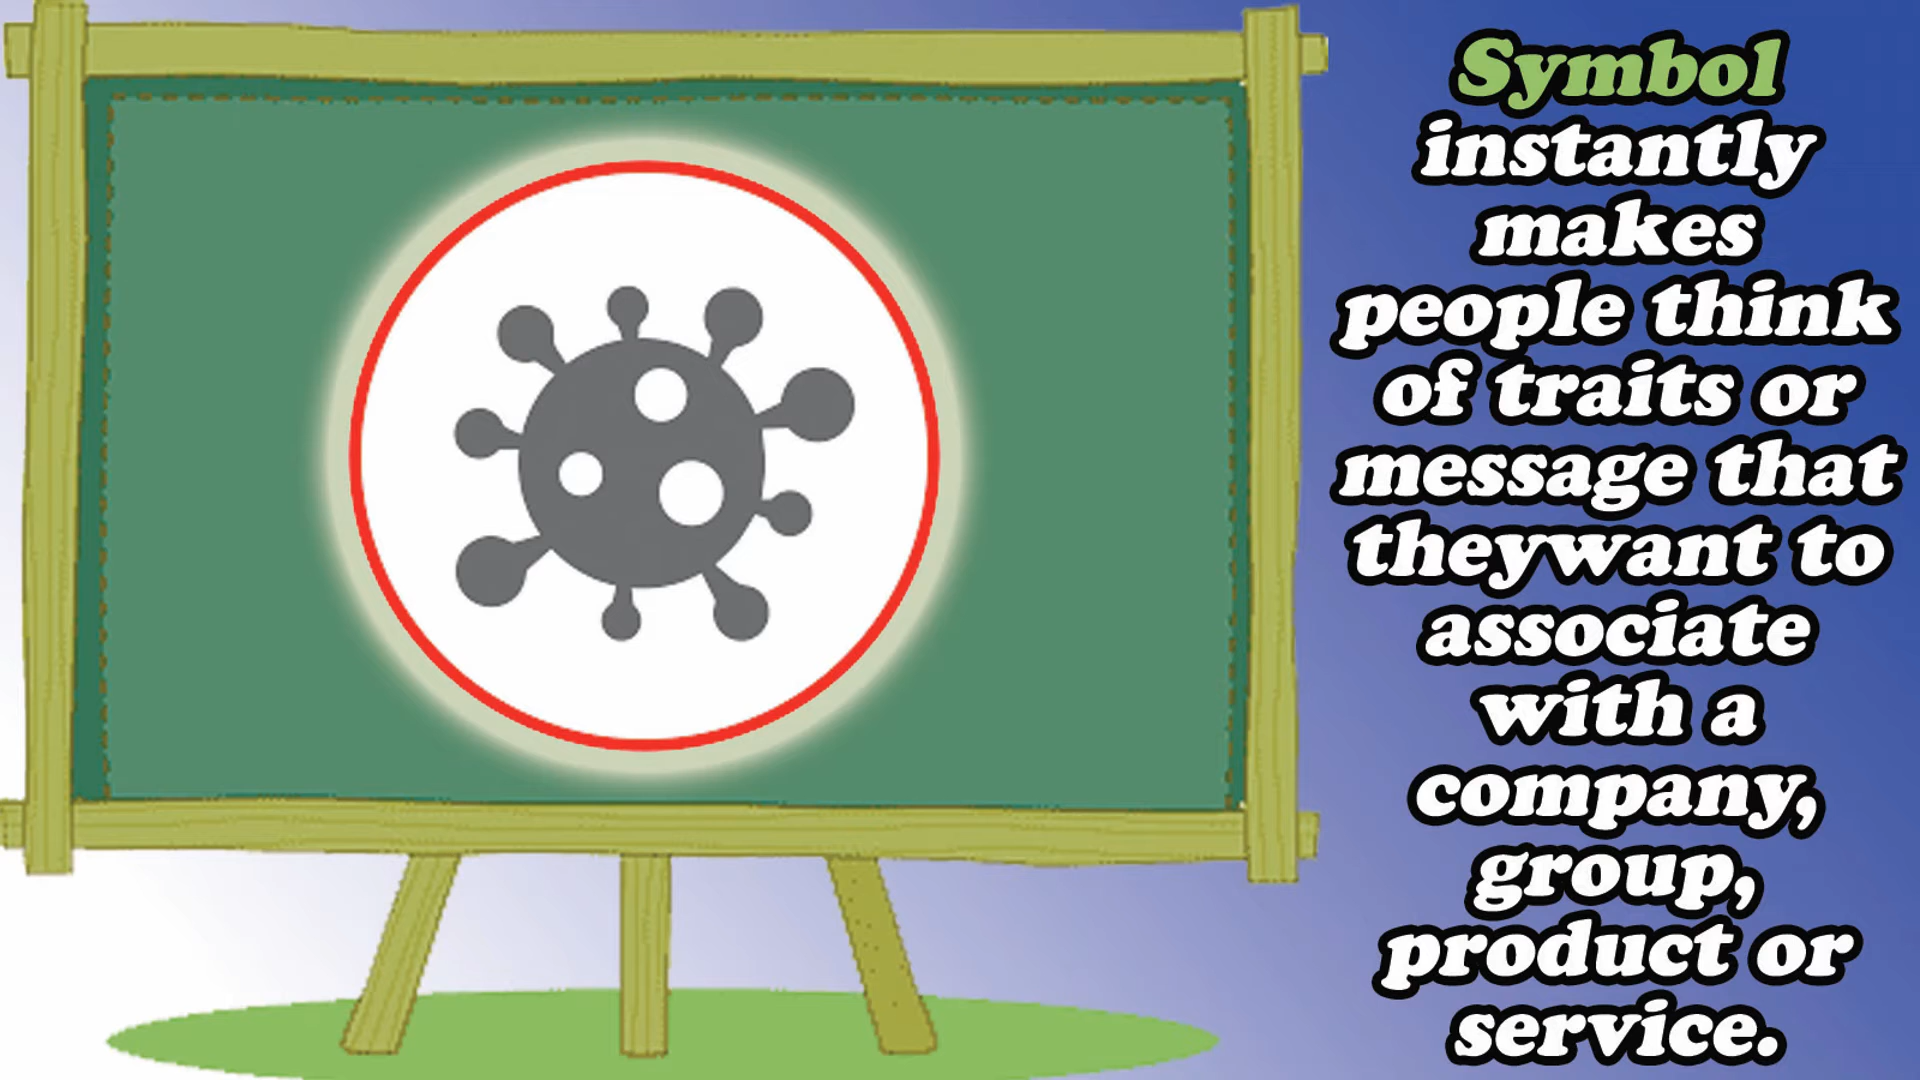 Symbol
instantly
makes
people think
of traits or
message that
theywant to
associate
with a
company,
group,
product or
service.